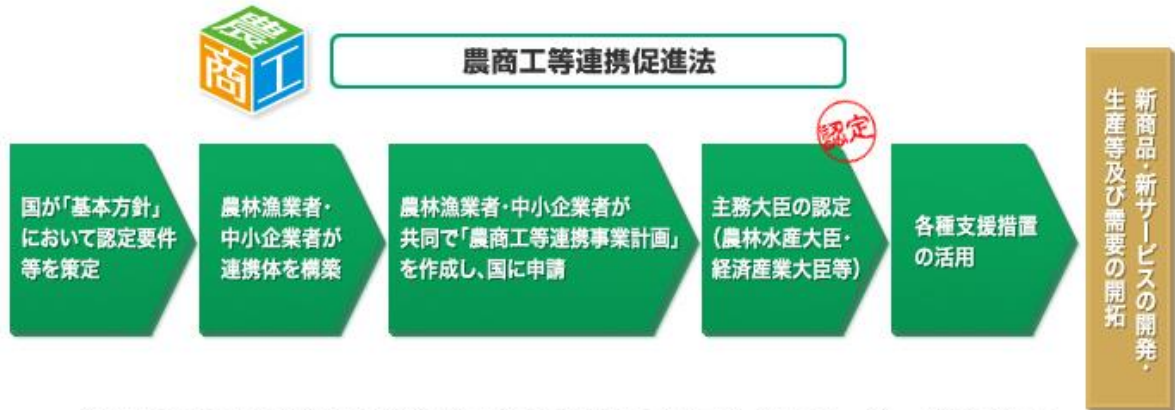 農
商
工
農商工等連携促進法
国が「基本方針」
において認定要件
等を策定
農林漁業者・
中小企業者が
連携体を構築
農林漁業者・中小企業者が
共同で「農商工等連携事業計画」
を作成し、国に申請
認定
主務大臣の認定
（農林水産大臣・
経済産業大臣等）
各種支援措置
の活用
新商品・新サービスの開発・
生産等及び需要の開拓